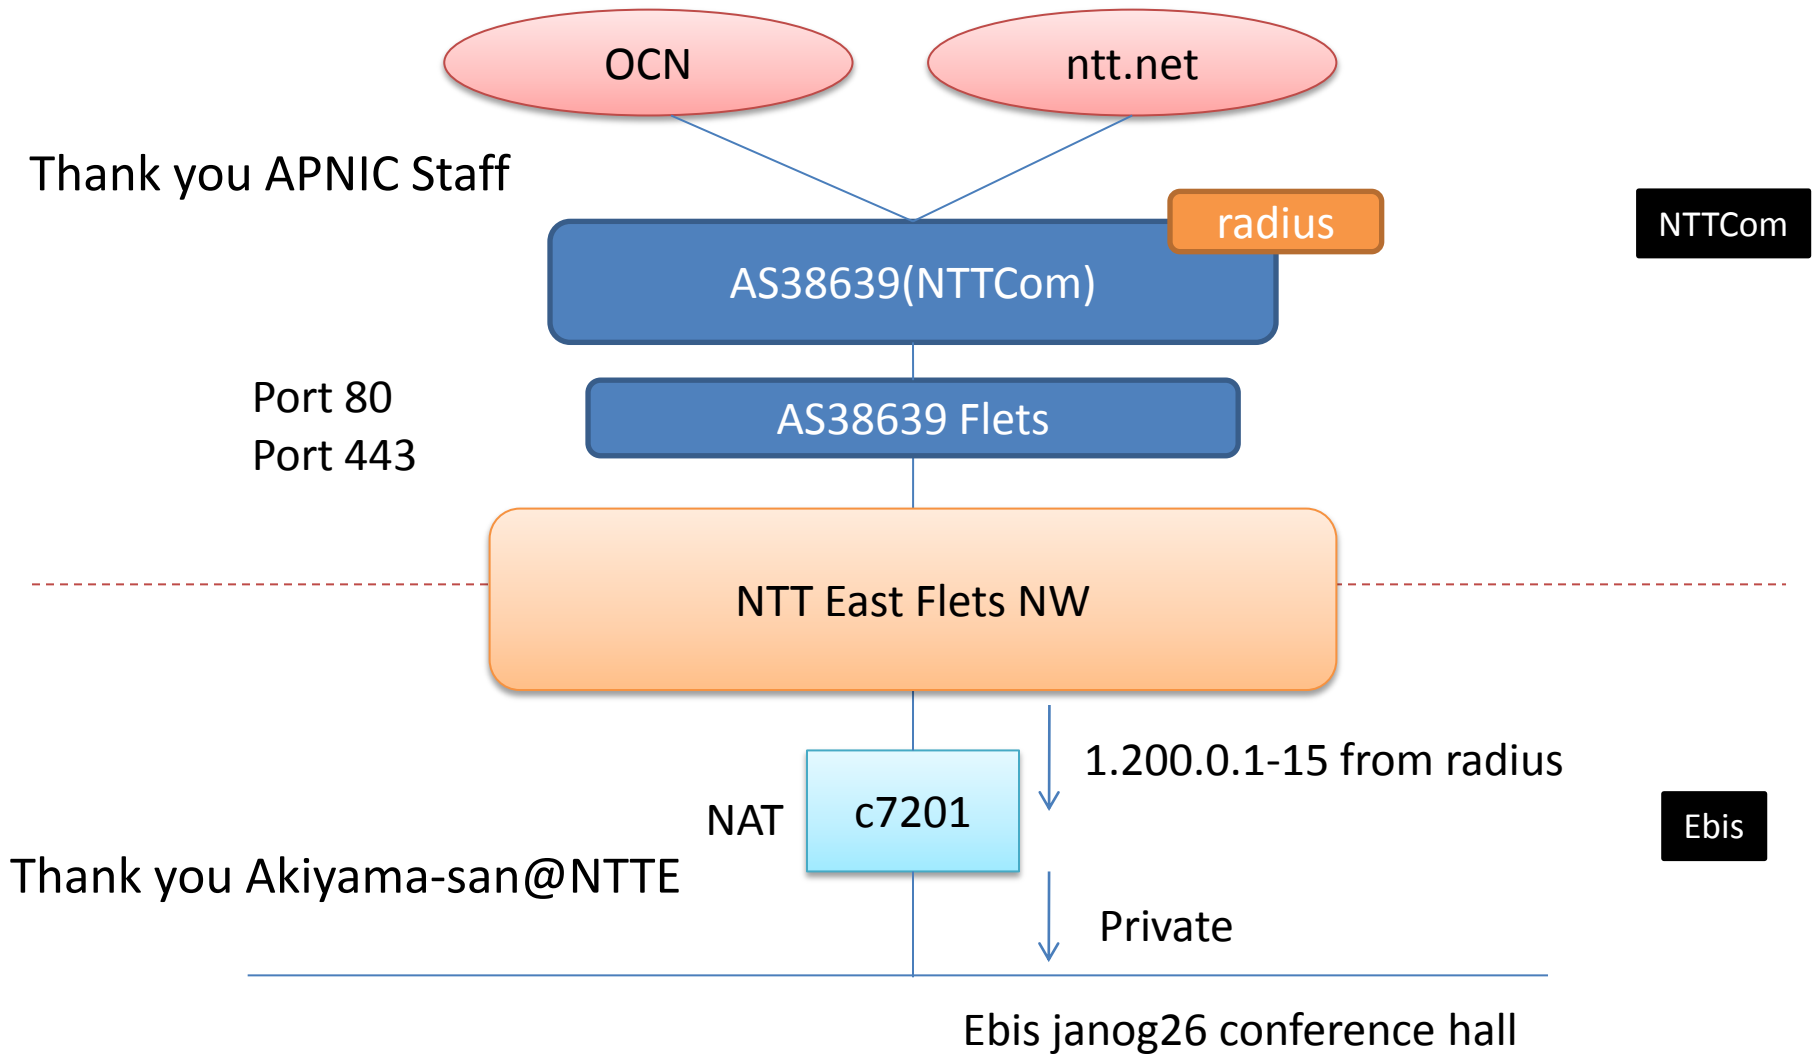 OCN
ntt.net
Thank you APNIC Staff
radius
NTTCom
AS38639(NTTCom)
Port 80
Port 443
AS38639 Flets
NTT East Flets NW
1.200.0.1-15 from radius
NAT
c7201
Ebis
Thank you Akiyama-san@NTTE
Private
Ebis janog26 conference hall